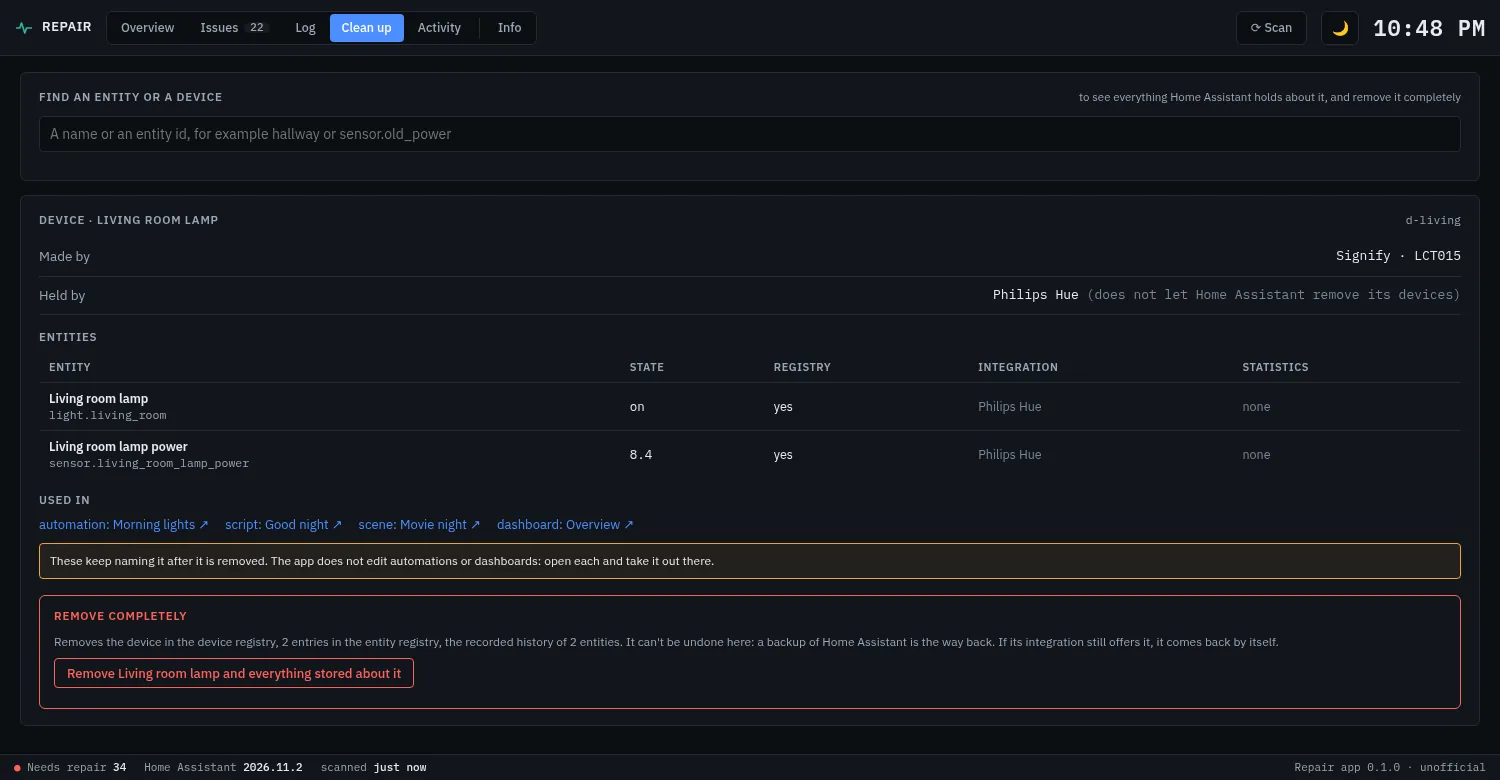 REPAIR Overview Issues 22 Log Clean up Activity Info ⟳ Scan 🌙 10:48 PM
FIND AN ENTITY OR A DEVICE to see everything Home Assistant holds about it, and remove it completely
A name or an entity id, for example hallway or sensor.old_power
DEVICE · LIVING ROOM LAMP d-living
Made by Signify · LCT015
Held by Philips Hue (does not let Home Assistant remove its devices)
ENTITIES
ENTITY STATE REGISTRY INTEGRATION STATISTICS
Living room lamp
light.living_room on yes Philips Hue none
Living room lamp power
sensor.living_room_lamp_power 8.4 yes Philips Hue none
USED IN
automation: Morning lights ↗ script: Good night ↗ scene: Movie night ↗ dashboard: Overview ↗
These keep naming it after it is removed. The app does not edit automations or dashboards: open each and take it out there.
REMOVE COMPLETELY
Removes the device in the device registry, 2 entries in the entity registry, the recorded history of 2 entities. It can't be undone here: a backup of Home Assistant is the way back. If its integration still offers it, it comes back by itself.
Remove Living room lamp and everything stored about it
Needs repair 34 Home Assistant 2026.11.2 scanned just now Repair app 0.1.0 · unofficial